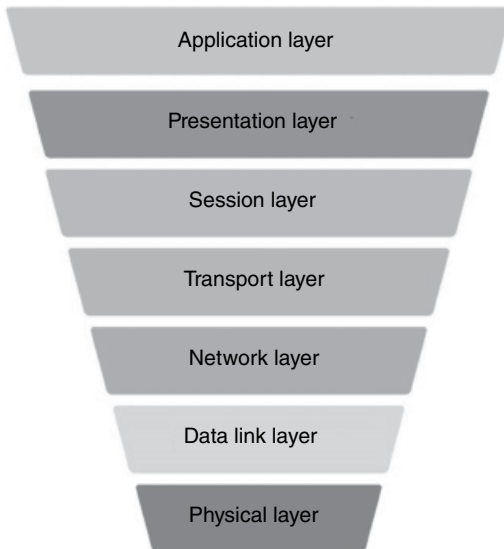 Application layer
Presentation layer
Session layer
Transport layer
Network layer
Data link layer
Physical layer